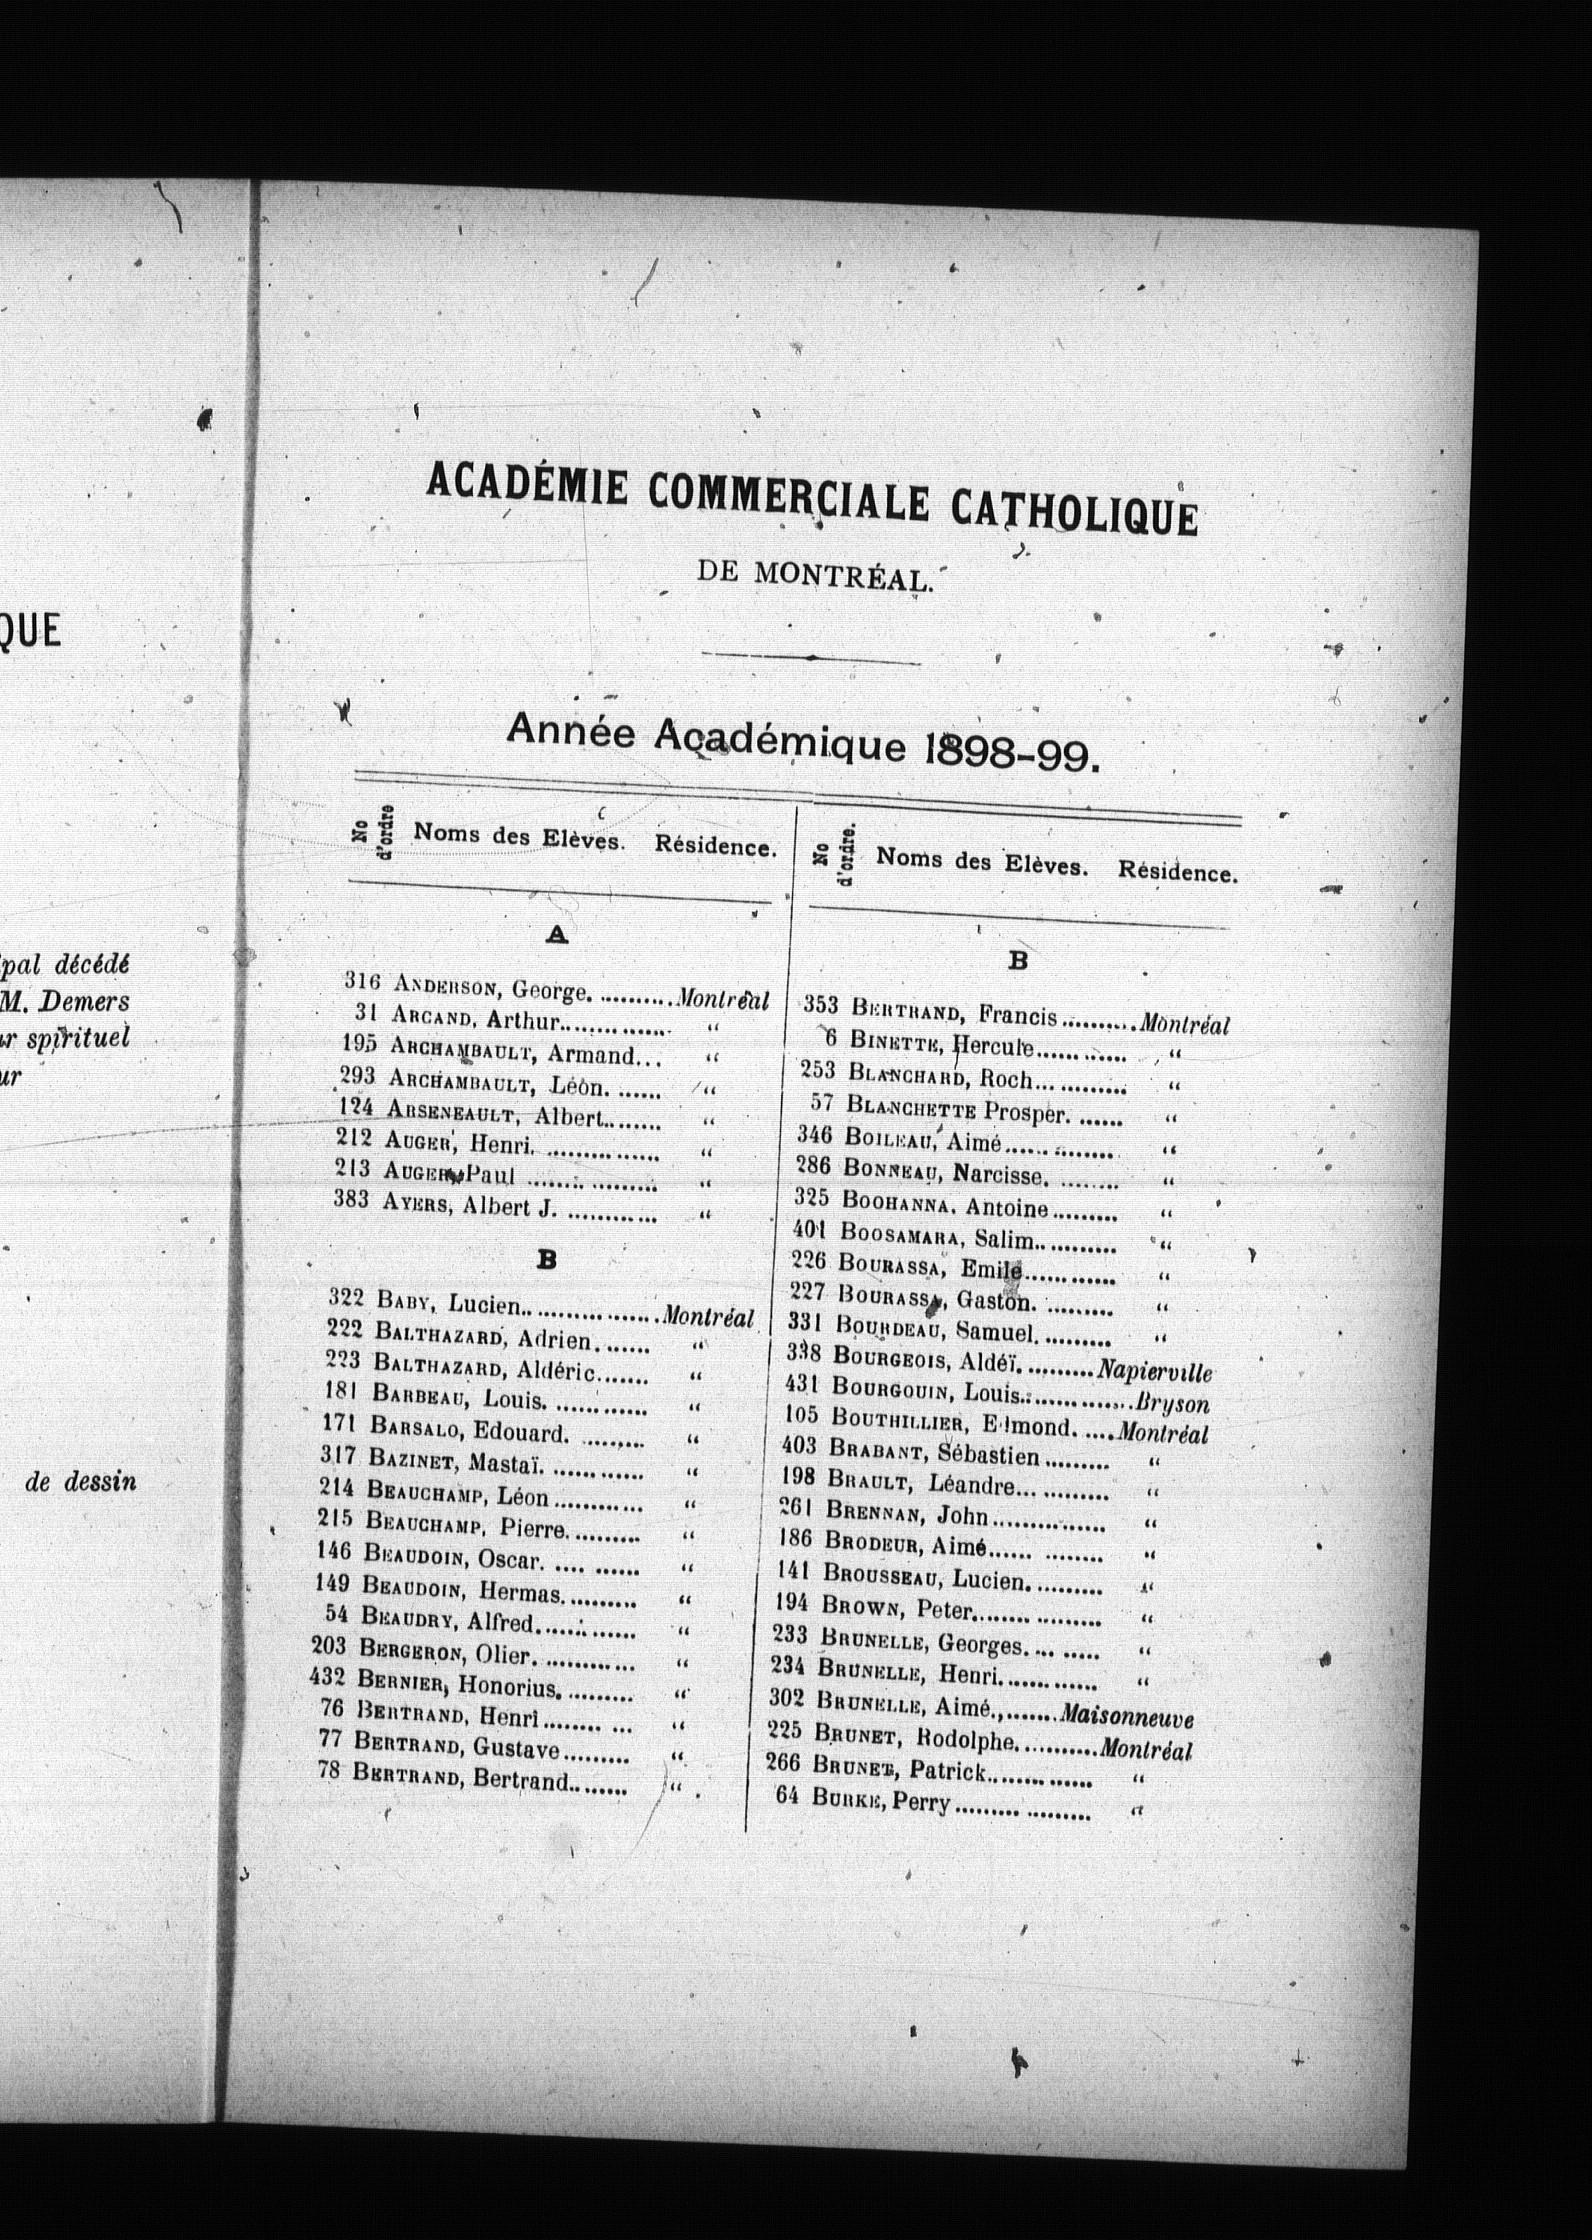 QUE
pal décédé
M. Demers
ur spirituel
ur
de dessin
ACADÉMIE COMMERCIALE CATHOLIQUE
DE MONTRÉAL.
Année Académique 1898-99.
No d'ordre Noms des Elèves. Résidence.
A
316 ANDERSON, George. .......... Montréal
31 ARCAND, Arthur.............. “
195 ARCHAMBAULT, Armand... “
293 ARCHAMBAULT, Léon. ...... “
124 ARSENEAULT, Albert........ “
212 AUGER, Henri. ............... “
213 AUGER, Paul ................ “
383 AYERS, Albert J. ............ “
B
322 BABY, Lucien.. ................ Montréal
222 BALTHAZARD, Adrien....... “
223 BALTHAZARD, Aldéric....... “
181 BARBEAU, Louis. ............ “
171 BARSALO, Edouard. ........ “
317 BAZINET, Mastaï. ............ “
214 BEAUCHAMP, Léon ............ “
215 BEAUCHAMP, Pierre.......... “
146 BEAUDOIN, Oscar. .... ...... “
149 BEAUDOIN, Hermas.......... “
54 BEAUDRY, Alfred............. “
203 BERGERON, Olier. ............ “
432 BERNIER, Honorius.......... “
76 BERTRAND, Henri........ ... “
77 BERTRAND, Gustave......... “
78 BERTRAND, Bertrand........ “
No d'ordre. Noms des Elèves. Résidence.
B
353 BERTRAND, Francis .......... Montréal
6 BINETTE, Hercule............ “
253 BLANCHARD, Roch... ......... “
57 BLANCHETTE Prosper. ...... “
346 BOILEAU, Aimé............... “
286 BONNEAU, Narcisse. ........ “
325 BOOHANNA. Antoine ......... “
401 BOOSAMARA, Salim.. ......... “
226 BOURASSA, Emile............ “
227 BOURASSA, Gaston. ......... “
331 BOURDEAU, Samuel. ......... “
338 BOURGEOIS, Aldéï. ......... Napierville
431 BOURGOUIN, Louis............... Bryson
105 BOUTHILLIER, Edmond. .... Montréal
403 BRABANT, Sébastien ......... “
198 BRAULT, Léandre... ......... “
261 BRENNAN, John ............... “
186 BRODEUR, Aimé...... ........ “
141 BROUSSEAU, Lucien.......... “
194 BROWN, Peter........ ......... “
233 BRUNELLE, Georges. ... ..... “
234 BRUNELLE, Henri............. “
302 BRUNELLE, Aimé.,....... Maisonneuve
225 BRUNET, Rodolphe........... Montréal
266 BRUNET, Patrick.............. “
64 BURKE, Perry ......... ......... “